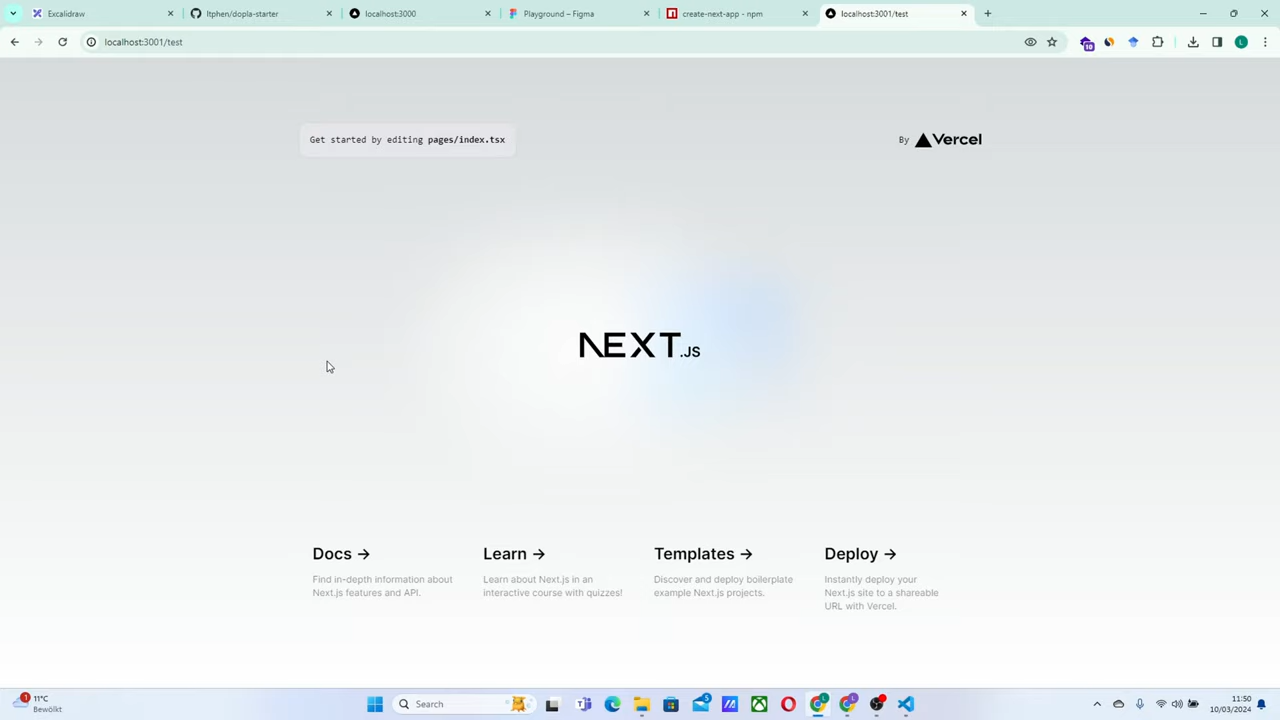 Excalidraw
ltphen/dopla-starter
localhost:3000
Playground – Figma
create-next-app - npm
localhost:3001/test
localhost:3001/test
10
L
Get started by editing pages/index.tsx
By Vercel
NEXT.JS
Docs →
Find in-depth information about
Next.js features and API.
Learn →
Learn about Next.js in an
interactive course with quizzes!
Templates →
Discover and deploy boilerplate
example Next.js projects.
Deploy →
Instantly deploy your
Next.js site to a shareable
URL with Vercel.
1
11°C
Bewölkt
Search
5
11:50
10/03/2024